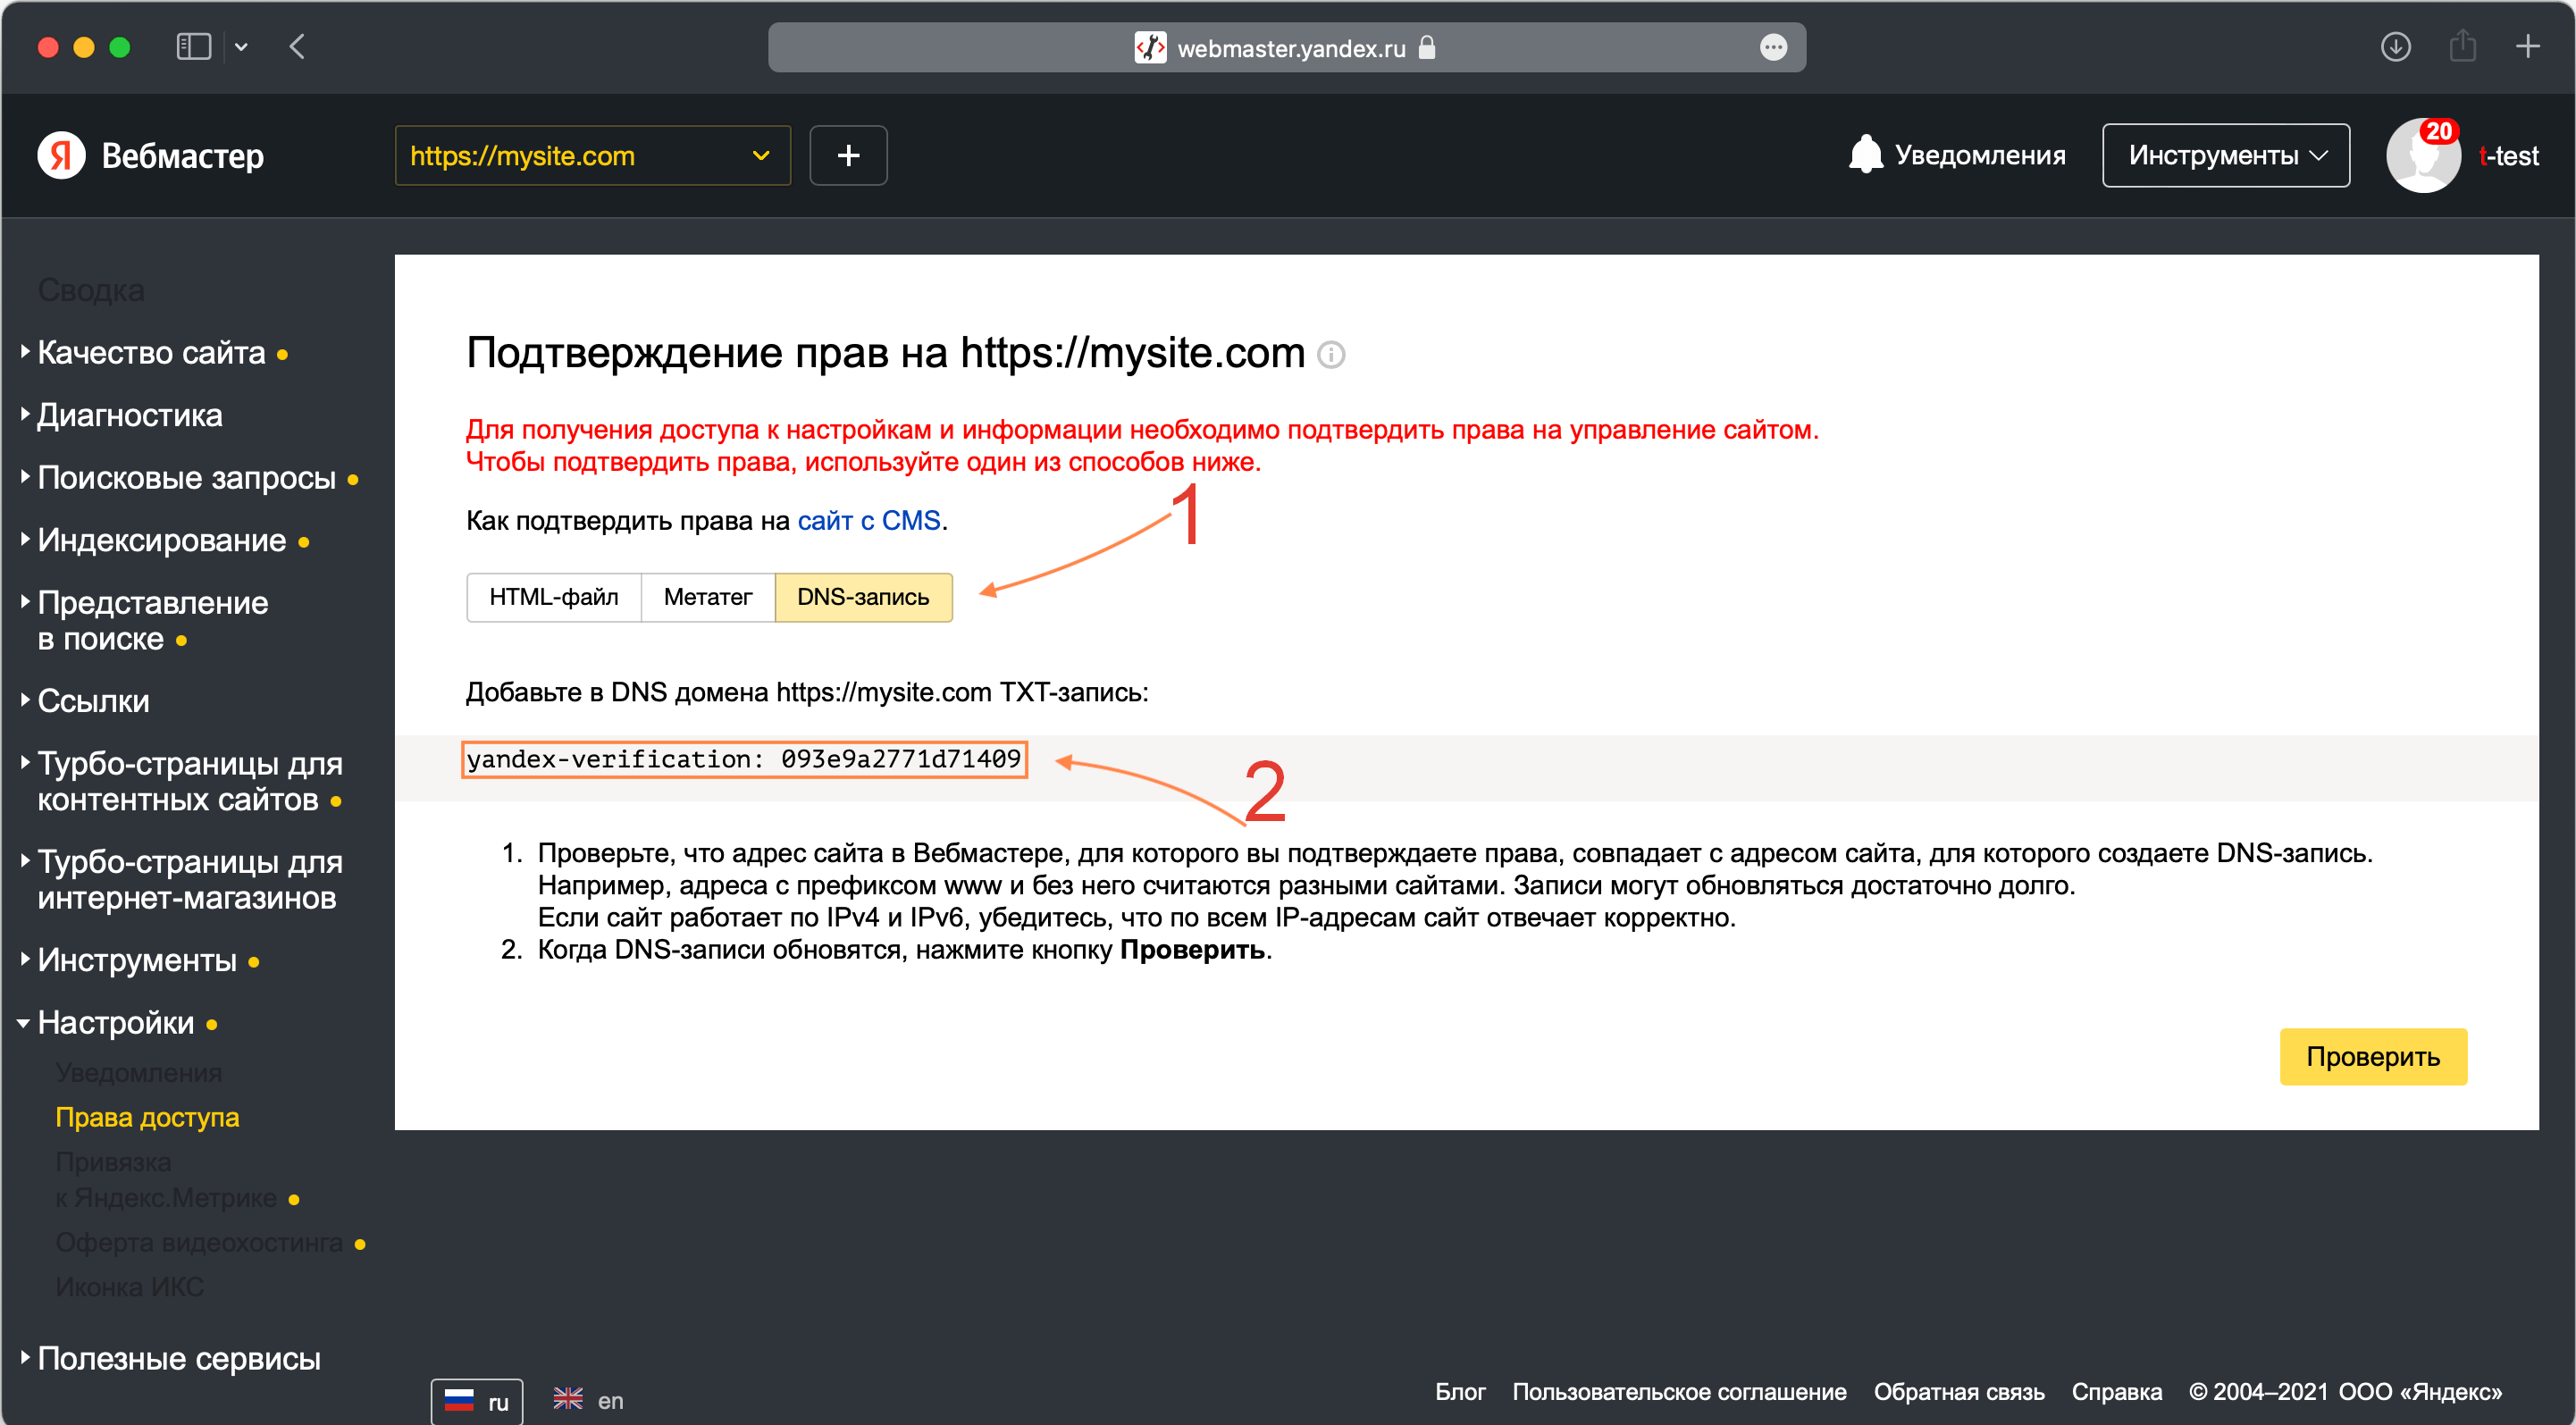 webmaster.yandex.ru
Я Вебмастер
https://mysite.com
+
Уведомления
Инструменты
20
t-test
Сводка
Качество сайта
Диагностика
Поисковые запросы
Индексирование
Представление
в поиске
Ссылки
Турбо-страницы для
контентных сайтов
Турбо-страницы для
интернет-магазинов
Инструменты
Настройки
Уведомления
Права доступа
Привязка
к Яндекс.Метрике
Оферта видеохостинга
Иконка ИКС
Полезные сервисы
Подтверждение прав на https://mysite.com
Для получения доступа к настройкам и информации необходимо подтвердить права на управление сайтом.
Чтобы подтвердить права, используйте один из способов ниже.
1
Как подтвердить права на сайт с CMS.
HTML-файл Метатег DNS-запись
Добавьте в DNS домена https://mysite.com TXT-запись:
yandex-verification: 093e9a2771d71409
2
1. Проверьте, что адрес сайта в Вебмастере, для которого вы подтверждаете права, совпадает с адресом сайта, для которого создаете DNS-запись.
Например, адреса с префиксом www и без него считаются разными сайтами. Записи могут обновляться достаточно долго.
Если сайт работает по IPv4 и IPv6, убедитесь, что по всем IP-адресам сайт отвечает корректно.
2. Когда DNS-записи обновятся, нажмите кнопку Проверить.
Проверить
ru en
Блог Пользовательское соглашение Обратная связь Справка © 2004–2021 ООО «Яндекс»